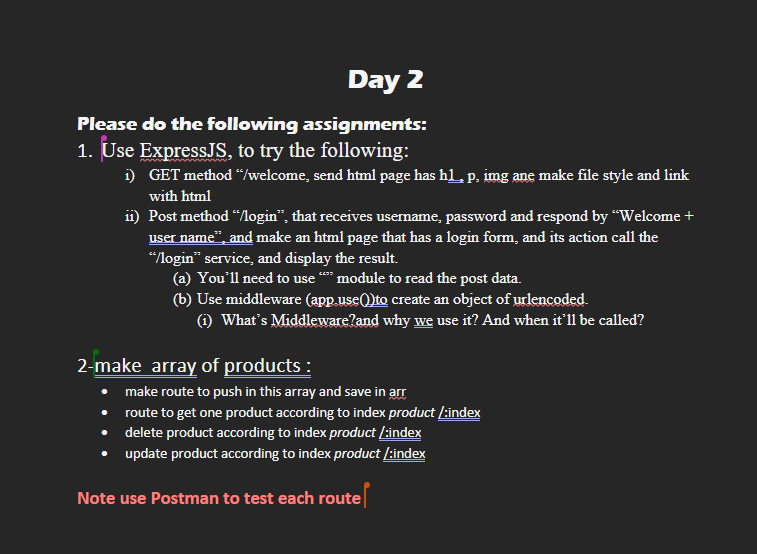 Day 2
Please do the following assignments:
1. Use ExpressJS, to try the following:
i) GET method “/welcome, send html page has h1 , p, img ane make file style and link
with html
ii) Post method “/login”, that receives username, password and respond by “Welcome +
user name”, and make an html page that has a login form, and its action call the
“/login” service, and display the result.
(a) You’ll need to use “” module to read the post data.
(b) Use middleware (app.use())to create an object of urlencoded.
(i) What’s Middleware?and why we use it? And when it’ll be called?
2-make array of products :
• make route to push in this array and save in arr
• route to get one product according to index product /:index
• delete product according to index product /:index
• update product according to index product /:index
Note use Postman to test each route